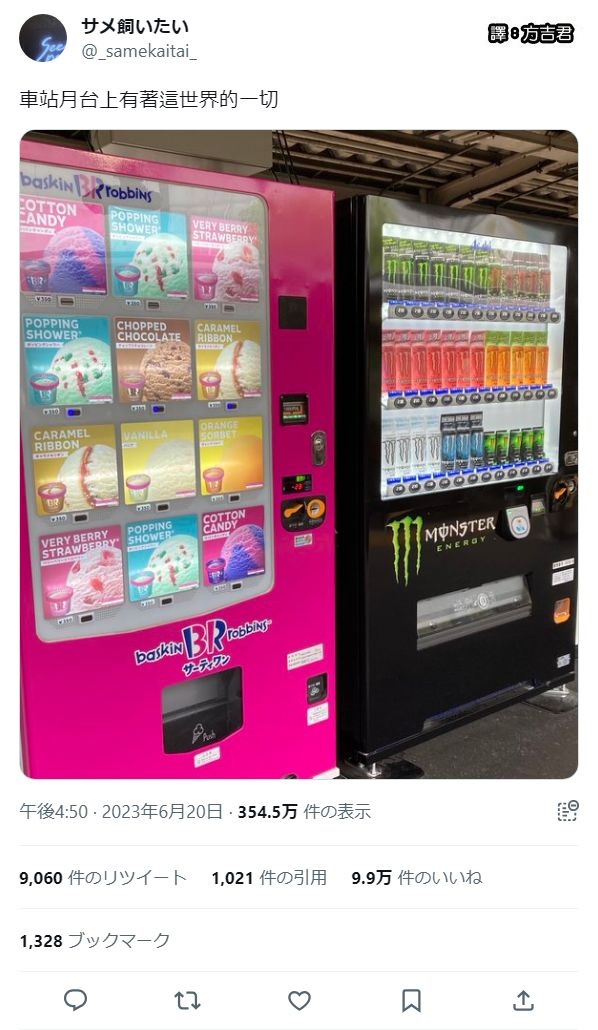 サメ飼いたい
@_samekaitai_
譯：方吉君
車站月台上有著這世界的一切
baskin BR robbins
COTTON CANDY
POPPING SHOWER
VERY BERRY STRAWBERRY
¥350
POPPING SHOWER
CHOPPED CHOCOLATE
CARAMEL RIBBON
CARAMEL RIBBON
VANILLA
ORANGE SORBET
VERY BERRY STRAWBERRY
POPPING SHOWER
COTTON CANDY
baskin BR robbins
サーティワン
Push
MONSTER
ENERGY
午後4:50 · 2023年6月20日 · 354.5万 件の表示
9,060 件のリツイート 1,021 件の引用 9.9万 件のいいね
1,328 ブックマーク